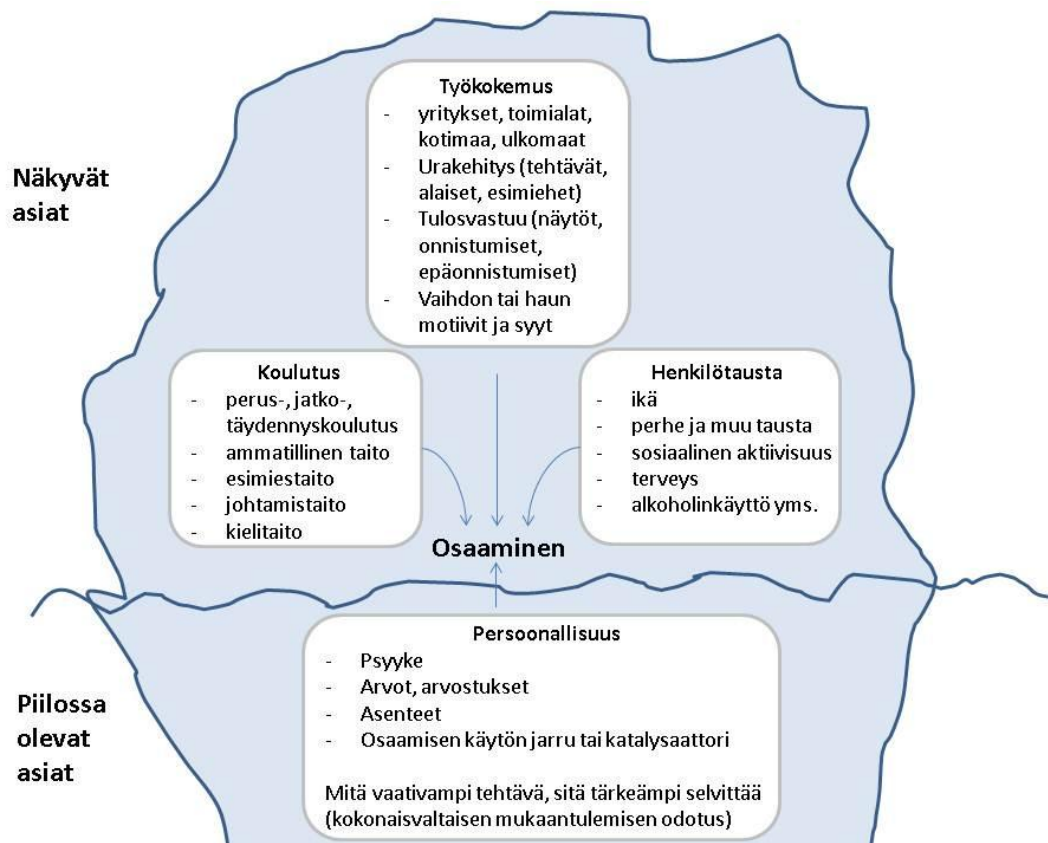 Näkyvät
asiat
Työkokemus
- yritykset, toimialat,
kotimaa, ulkomaat
- Urakehitys (tehtävät,
alaiset, esimiehet)
- Tulosvastuu (näytöt,
onnistumiset,
epäonnistumiset)
- Vaihdon tai haun
motiivit ja syyt
Koulutus
- perus-, jatko-,
täydennyskoulutus
- ammatillinen taito
- esimiestaito
- johtamistaito
- kielitaito
Henkilötausta
- ikä
- perhe ja muu tausta
- sosiaalinen aktiivisuus
- terveys
- alkoholinkäyttö yms.
Osaaminen
Piilossa
olevat
asiat
Persoonallisuus
- Psyyke
- Arvot, arvostukset
- Asenteet
- Osaamisen käytön jarru tai katalysaattori
Mitä vaativampi tehtävä, sitä tärkeämpi selvittää
(kokonaisvaltaisen mukaantulemisen odotus)